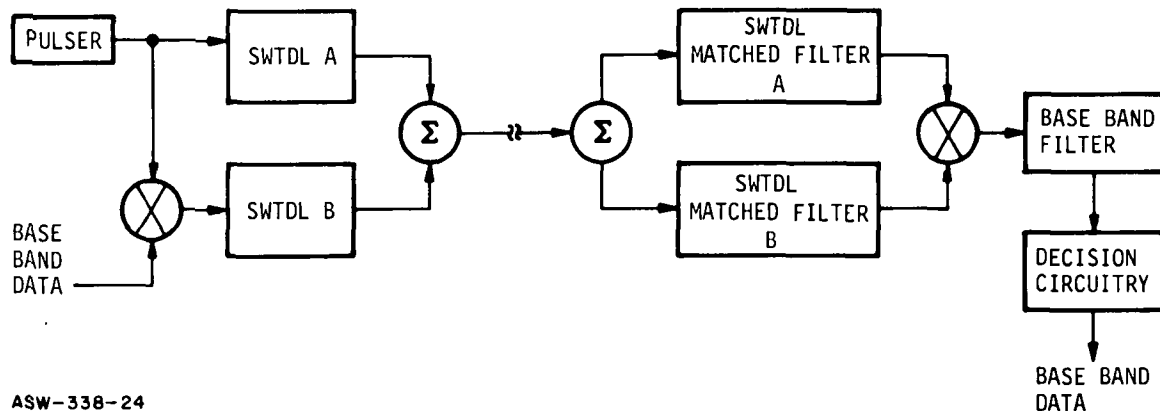 PULSER
SWTDL A
Σ
SWTDL B
BASE
BAND
DATA
Σ
SWTDL
MATCHED FILTER
A
SWTDL
MATCHED FILTER
B
BASE BAND
FILTER
DECISION
CIRCUITRY
BASE BAND
DATA
ASW-338-24